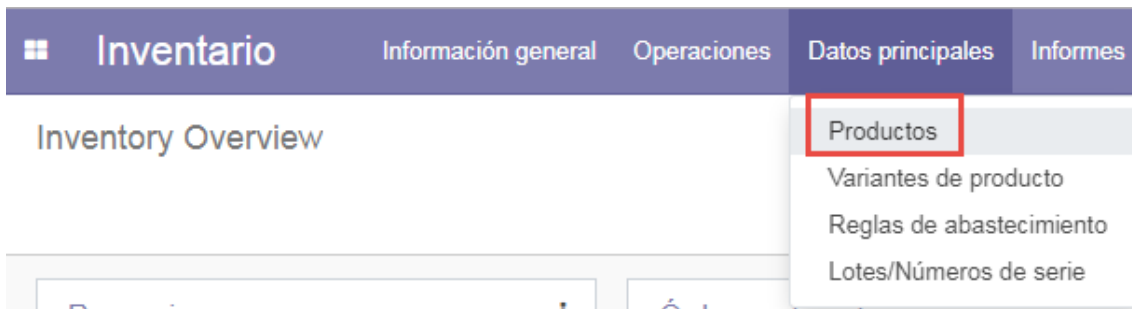 Inventario Información general Operaciones Datos principales Informes
Inventory Overview
Productos
Variantes de producto
Reglas de abastecimiento
Lotes/Números de serie